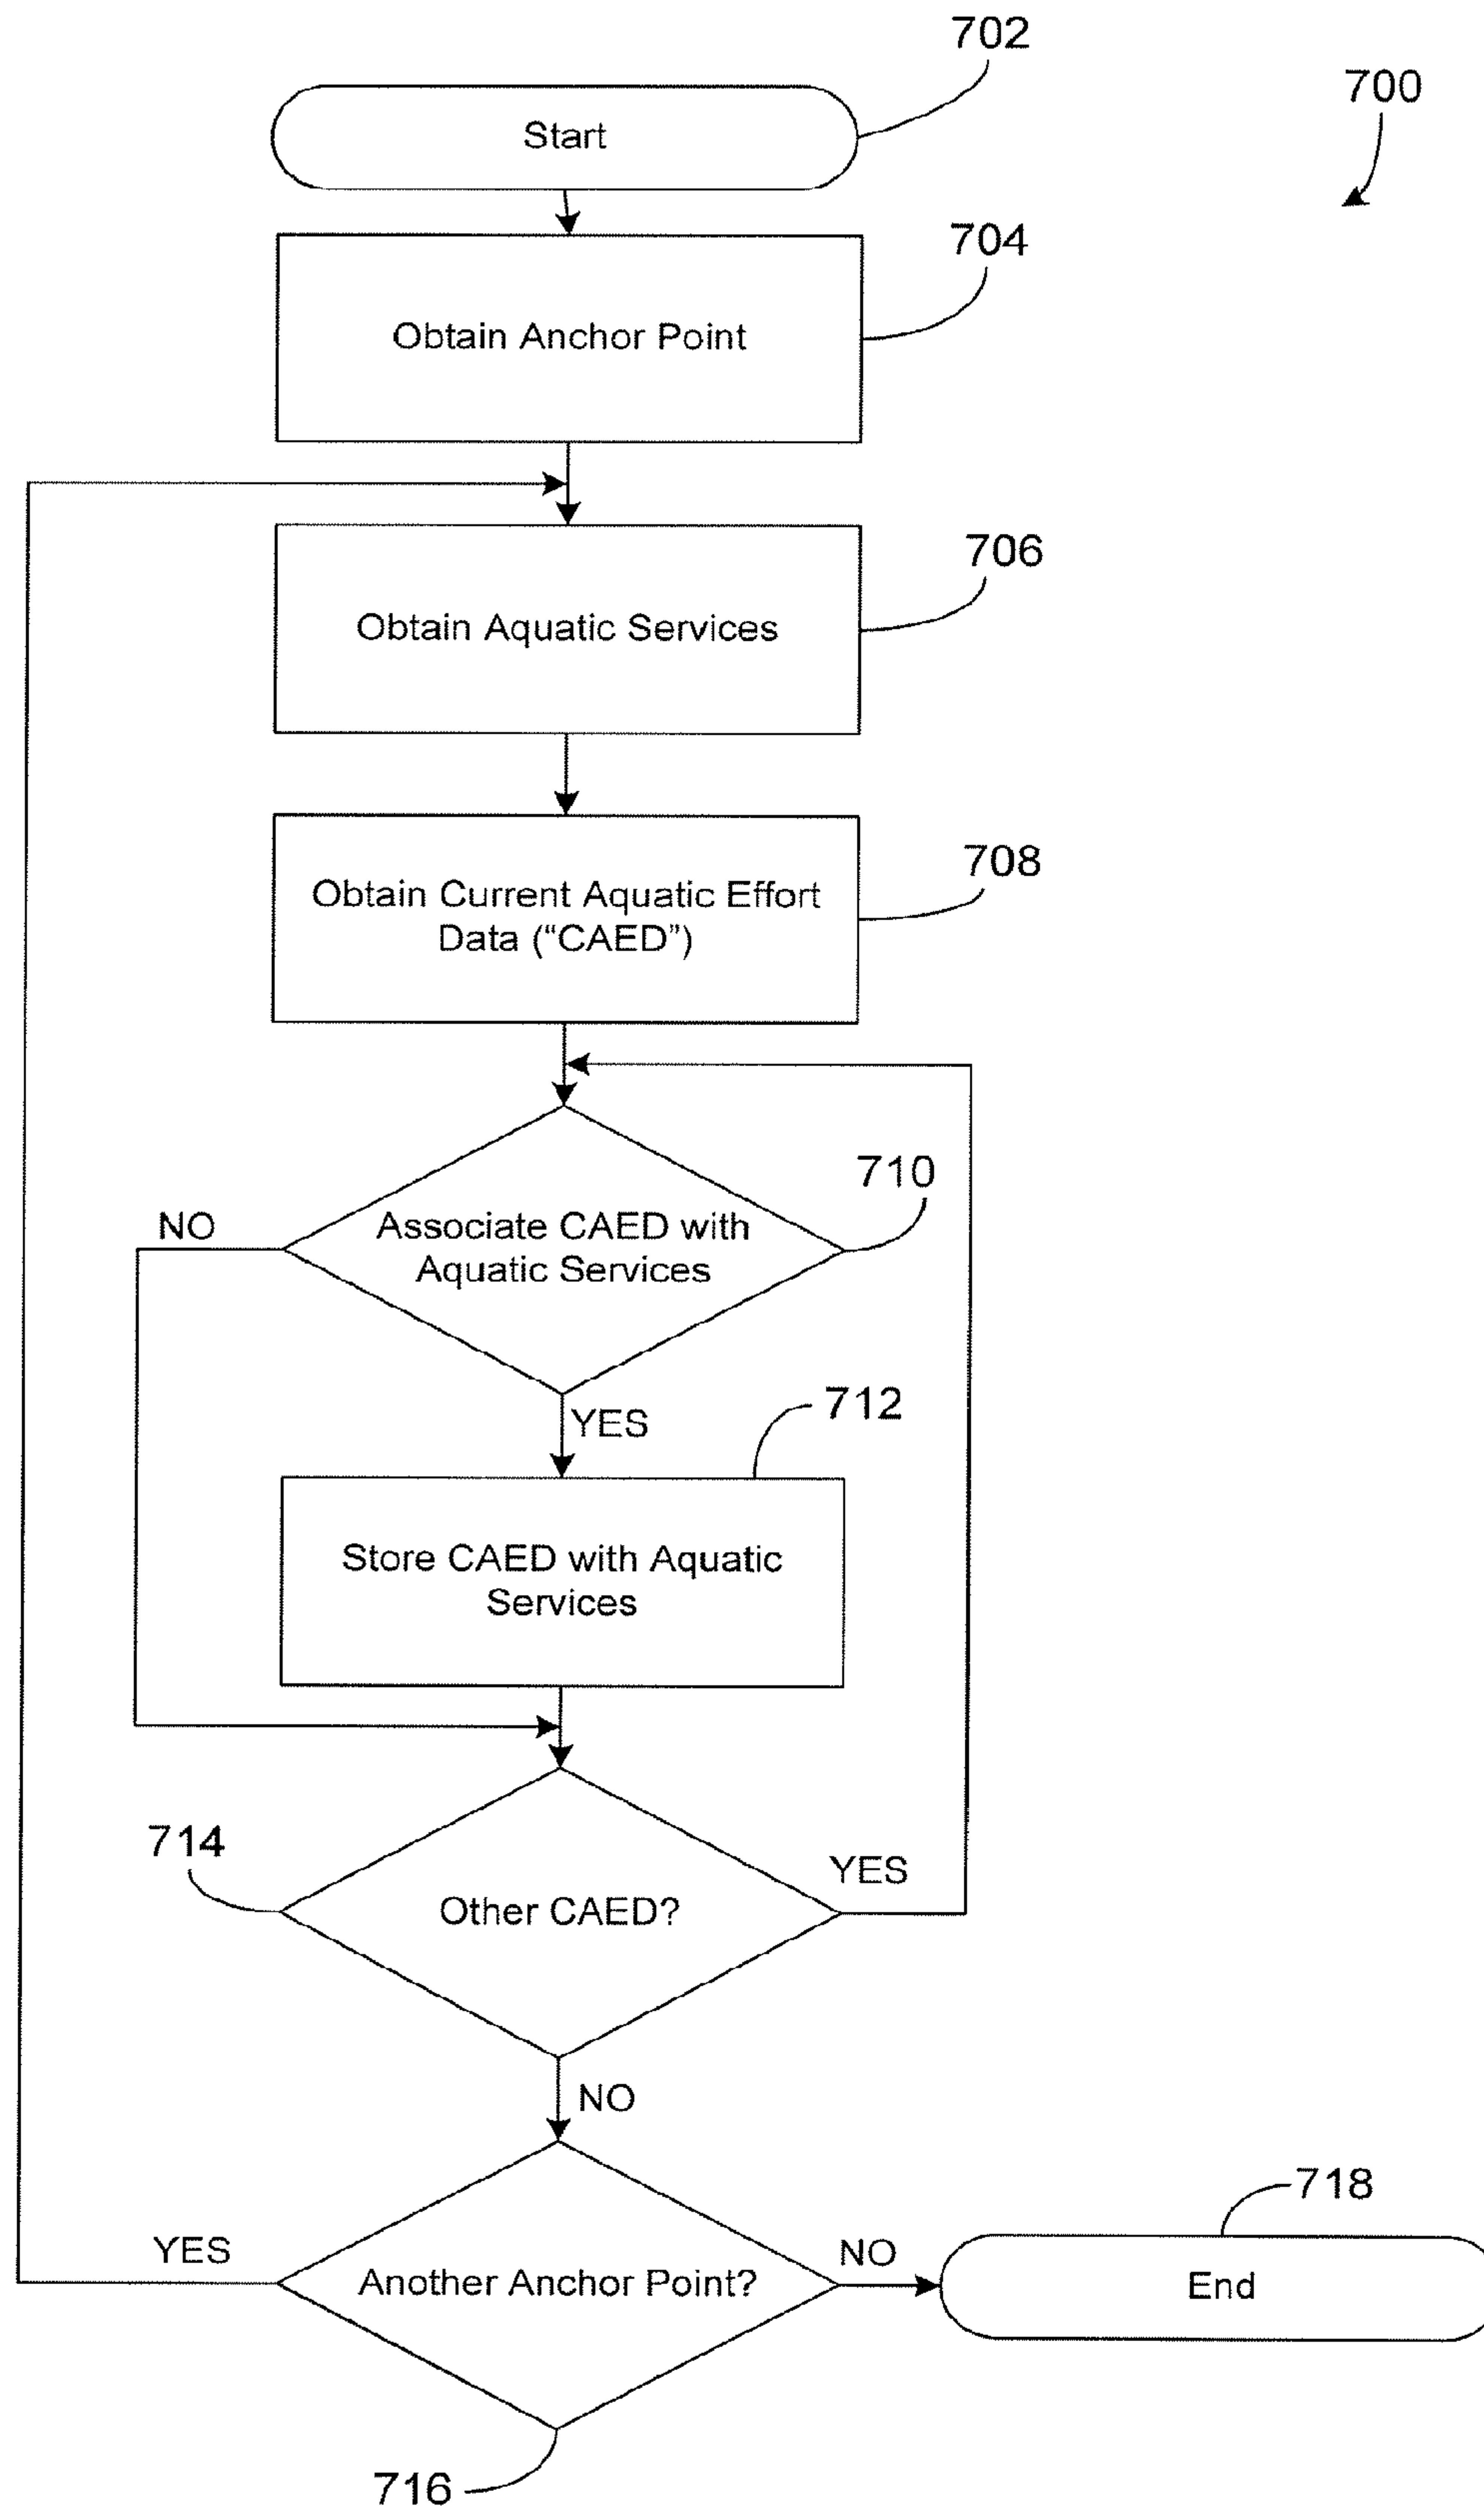 702
700
Start
704
Obtain Anchor Point
706
Obtain Aquatic Services
708
Obtain Current Aquatic Effort
Data (“CAED”)
710
NO
Associate CAED with
Aquatic Services
712
YES
Store CAED with Aquatic
Services
714
YES
Other CAED?
NO
718
YES
NO
Another Anchor Point?
End
716